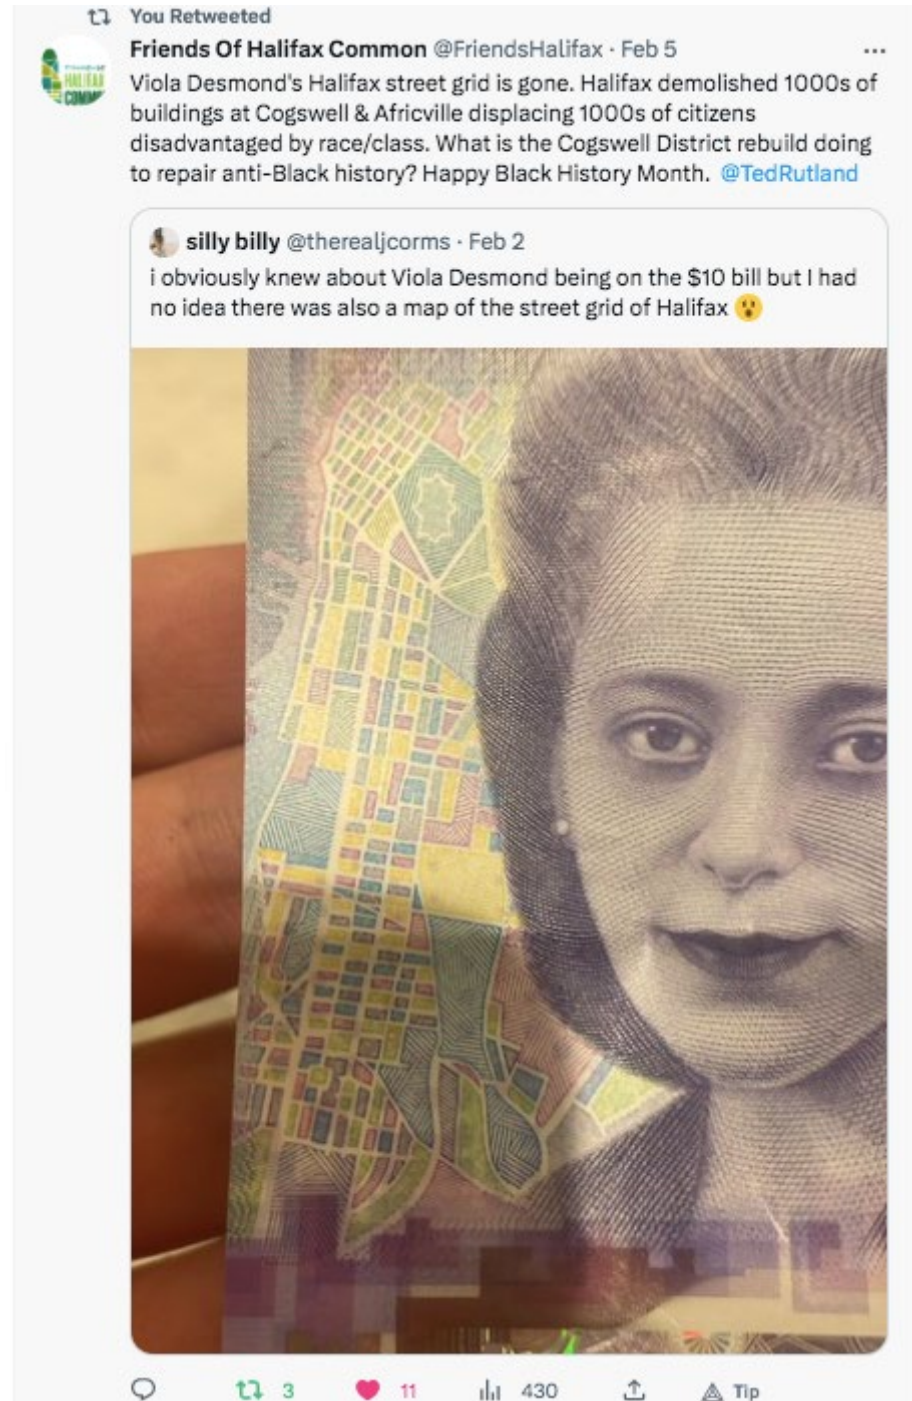 You Retweeted
Friends Of Halifax Common @FriendsHalifax · Feb 5
Viola Desmond's Halifax street grid is gone. Halifax demolished 1000s of
buildings at Cogswell & Africville displacing 1000s of citizens
disadvantaged by race/class. What is the Cogswell District rebuild doing
to repair anti-Black history? Happy Black History Month. @TedRutland
silly billy @therealjcorms · Feb 2
i obviously knew about Viola Desmond being on the $10 bill but I had
no idea there was also a map of the street grid of Halifax 😮
3 11 430 Tip